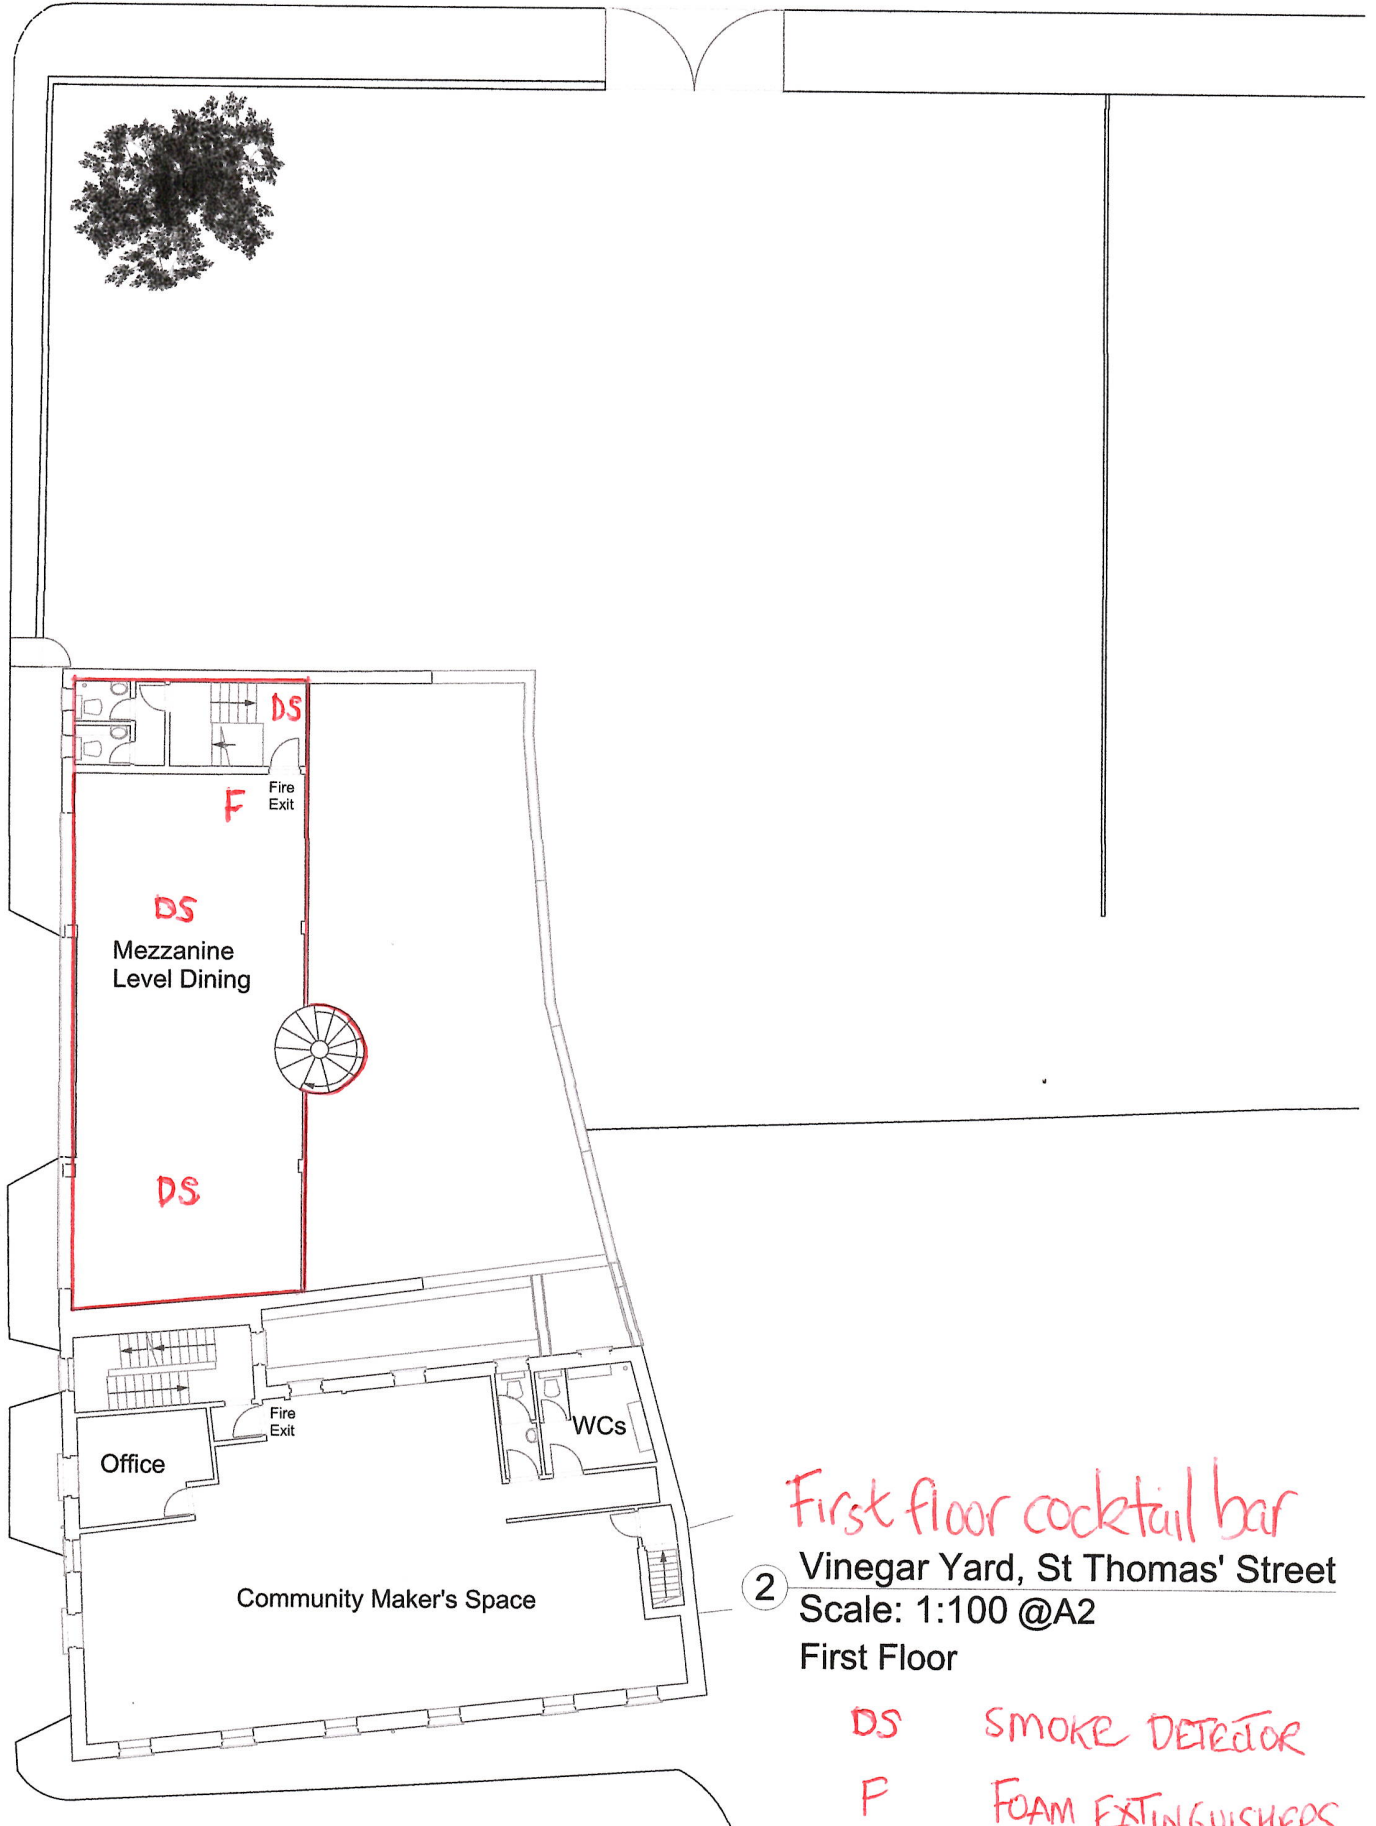 DS
F
Fire
Exit
DS
Mezzanine
Level Dining
DS
Fire
Exit
WCs
Office
Community Maker's Space
First floor cocktail bar
2
Vinegar Yard, St Thomas' Street
Scale: 1:100 @A2
First Floor
DS SMOKE DETECTOR
F FOAM EXTINGUISHERS